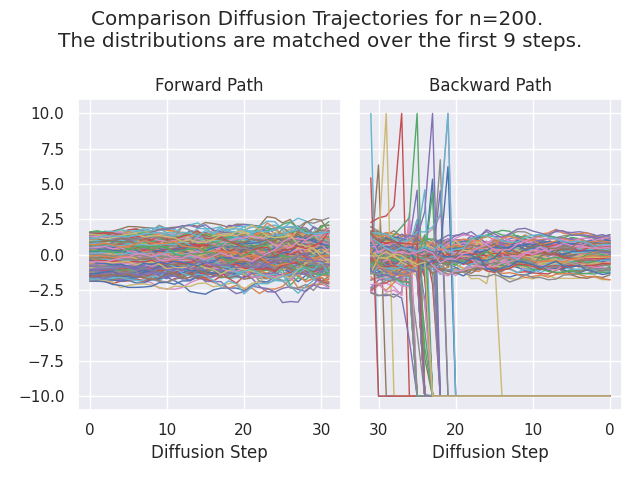 Comparison Diffusion Trajectories for n=200.
The distributions are matched over the first 9 steps.
Forward Path
Backward Path
10.0
7.5
5.0
2.5
0.0
−2.5
−5.0
−7.5
−10.0
0 10 20 30
30 20 10 0
Diffusion Step
Diffusion Step